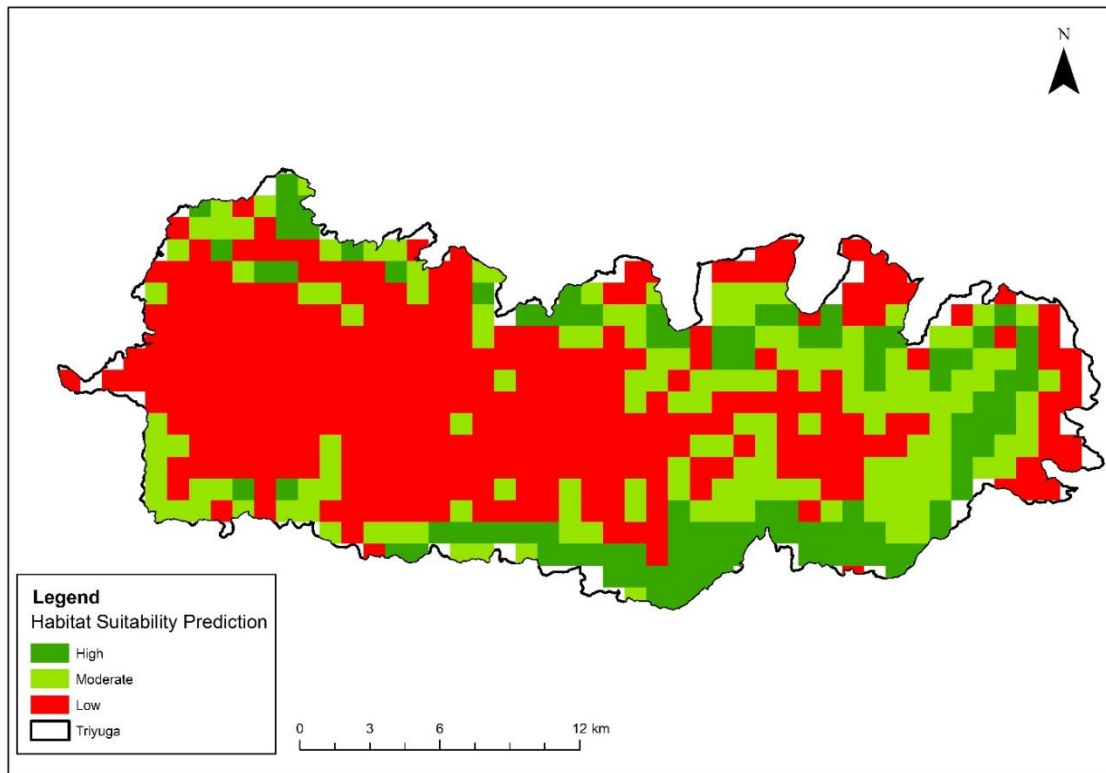 N
Legend
Habitat Suitability Prediction
High
Moderate
Low
Triyuga
0 3 6 12 km